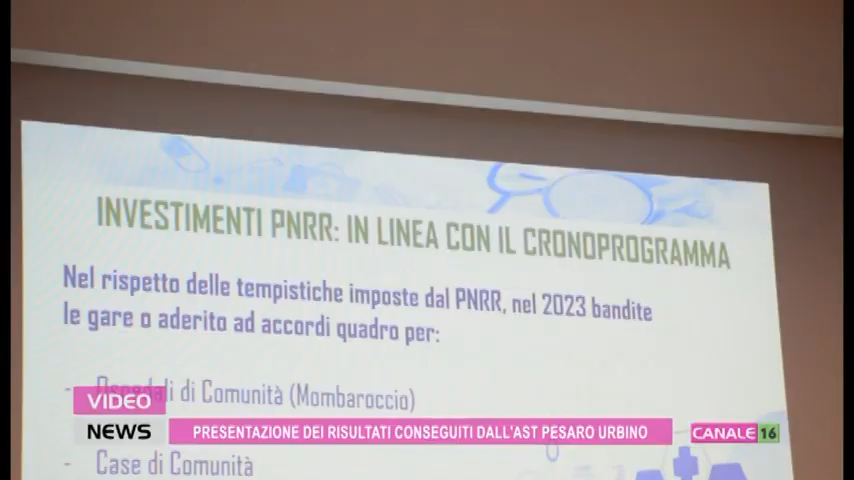 INVESTIMENTI PNRR: IN LINEA CON IL CRONOPROGRAMMA
Nel rispetto delle tempistiche imposte dal PNRR, nel 2023 bandite
le gare o aderito ad accordi quadro per:
- Ospedali di Comunità (Mombaroccio)
- Case di Comunità
VIDEO
NEWS
PRESENTAZIONE DEI RISULTATI CONSEGUITI DALL'AST PESARO URBINO
CANALE 16